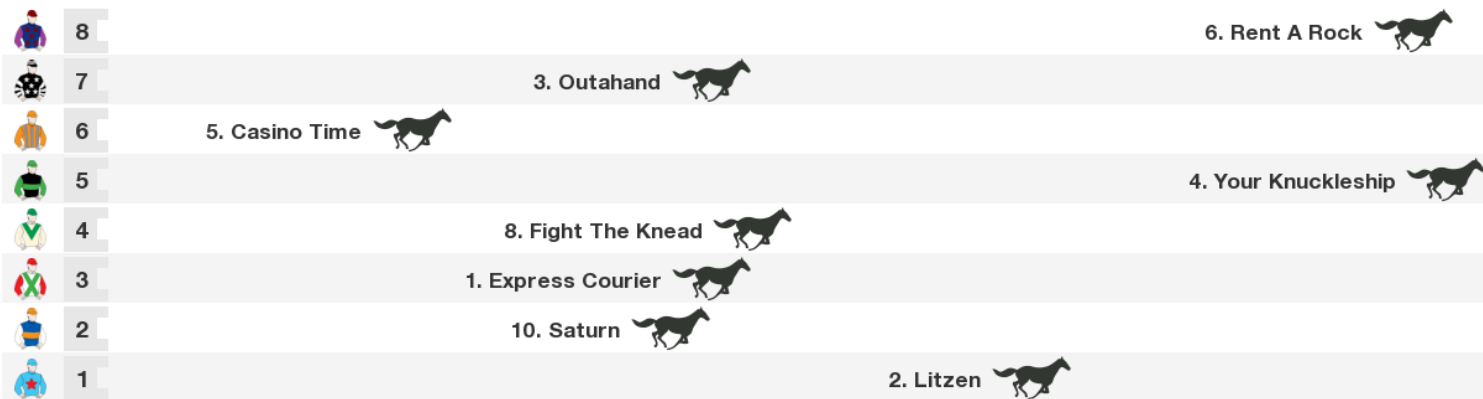 8 6. Rent A Rock
7 3. Outahand
6 5. Casino Time
5 4. Your Knuckleship
4 8. Fight The Knead
3 1. Express Courier
2 10. Saturn
1 2. Litzen